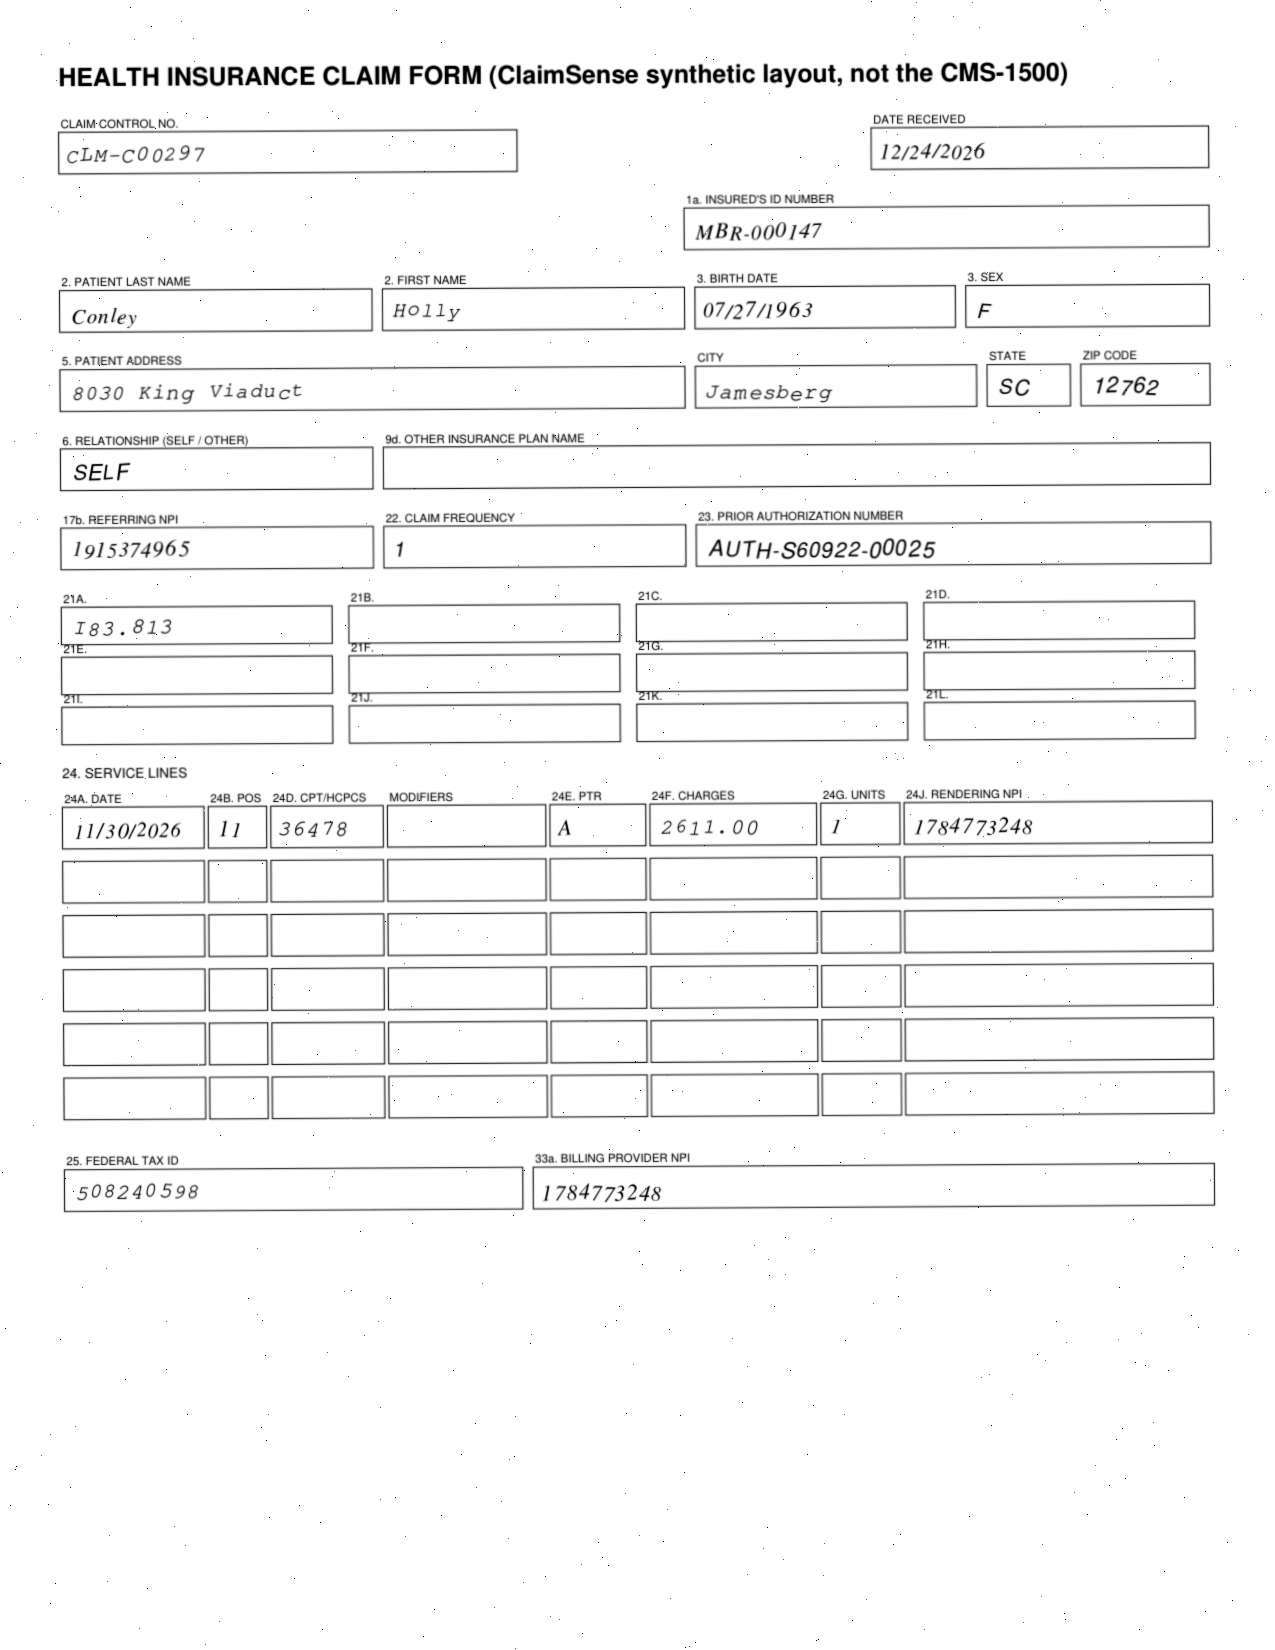 HEALTH INSURANCE CLAIM FORM (ClaimSense synthetic layout, not the CMS-1500)
CLAIM CONTROL NO. DATE RECEIVED
CLM-C00297 12/24/2026
1a. INSURED'S ID NUMBER
MBR-000147
2. PATIENT LAST NAME 2. FIRST NAME 3. BIRTH DATE 3. SEX
Conley Holly 07/27/1963 F
5. PATIENT ADDRESS CITY STATE ZIP CODE
8030 King Viaduct Jamesberg SC 12762
6. RELATIONSHIP (SELF / OTHER) 9d. OTHER INSURANCE PLAN NAME
SELF
17b. REFERRING NPI 22. CLAIM FREQUENCY 23. PRIOR AUTHORIZATION NUMBER
1915374965 1 AUTH-S60922-00025
21A. 21B. 21C. 21D.
I83.813
21E. 21F. 21G. 21H.
21I. 21J. 21K. 21L.
24. SERVICE LINES
24A. DATE 24B. POS 24D. CPT/HCPCS MODIFIERS 24E. PTR 24F. CHARGES 24G. UNITS 24J. RENDERING NPI
11/30/2026 11 36478 A 2611.00 1 1784773248
25. FEDERAL TAX ID 33a. BILLING PROVIDER NPI
508240598 1784773248